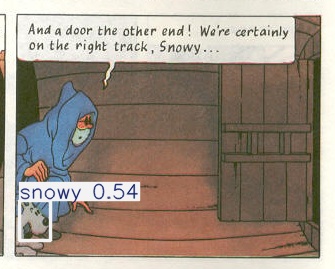 And a door the other end! We're certainly
on the right track, Snowy...
snowy 0.54